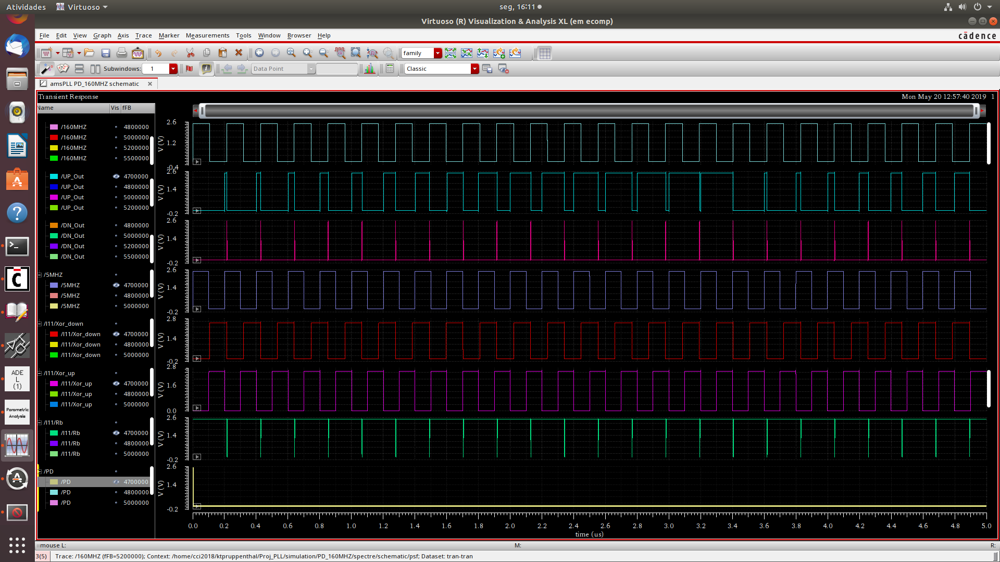 Atividades Virtuoso seg, 16:11
Virtuoso (R) Visualization & Analysis XL (em ecomp)
File Edit View Graph Axis Trace Marker Measurements Tools Window Browser Help cādence
family
Subwindows: 1 Data Point Classic
amsPLL PD_160MHZ schematic
Transient Response Mon May 20 12:57:40 2019 1
Name Vis fFB
/160MHZ 4800000
/160MHZ 5000000
/160MHZ 5200000
/160MHZ 5500000
V (V) 2.6 1.2 -0.4
/UP_Out 4700000
/UP_Out 4800000
/UP_Out 5000000
/UP_Out 5200000
V (V) 2.6 1.4 -0.2
/DN_Out 4800000
/DN_Out 5000000
/DN_Out 5200000
/DN_Out 5500000
V (V) 2.6 1.4 -0.2
/5MHZ
/5MHZ 4700000
/5MHZ 4800000
/5MHZ 5000000
V (V) 2.6 1.4 -0.2
/I11/Xor_down
/I11/Xor_down 4700000
/I11/Xor_down 4800000
/I11/Xor_down 5000000
V (V) 2.8 1.4 -0.2
/I11/Xor_up
/I11/Xor_up 4700000
/I11/Xor_up 4800000
/I11/Xor_up 5000000
V (V) 2.8 1.6 0.0
/I11/Rb
/I11/Rb 4700000
/I11/Rb 4800000
/I11/Rb 5000000
V (V) 2.6 1.4 -0.2
/PD
/PD 4700000
/PD 4800000
/PD 5000000
V (V) 2.6 1.4 -0.2
0.0 0.2 0.4 0.6 0.8 1.0 1.2 1.4 1.6 1.8 2.0 2.2 2.4 2.6 2.8 3.0 3.2 3.4 3.6 3.8 4.0 4.2 4.4 4.6 4.8 5.0
time (us)
mouse L: M: R:
3(5) Trace: /160MHZ (fFB=5200000); Context: /home/cci2018/ktpruppenthal/Proj_PLL/simulation/PD_160MHZ/spectre/schematic/psf; Dataset: tran-tran
ADE
L
(1)
Parametric
Analysis